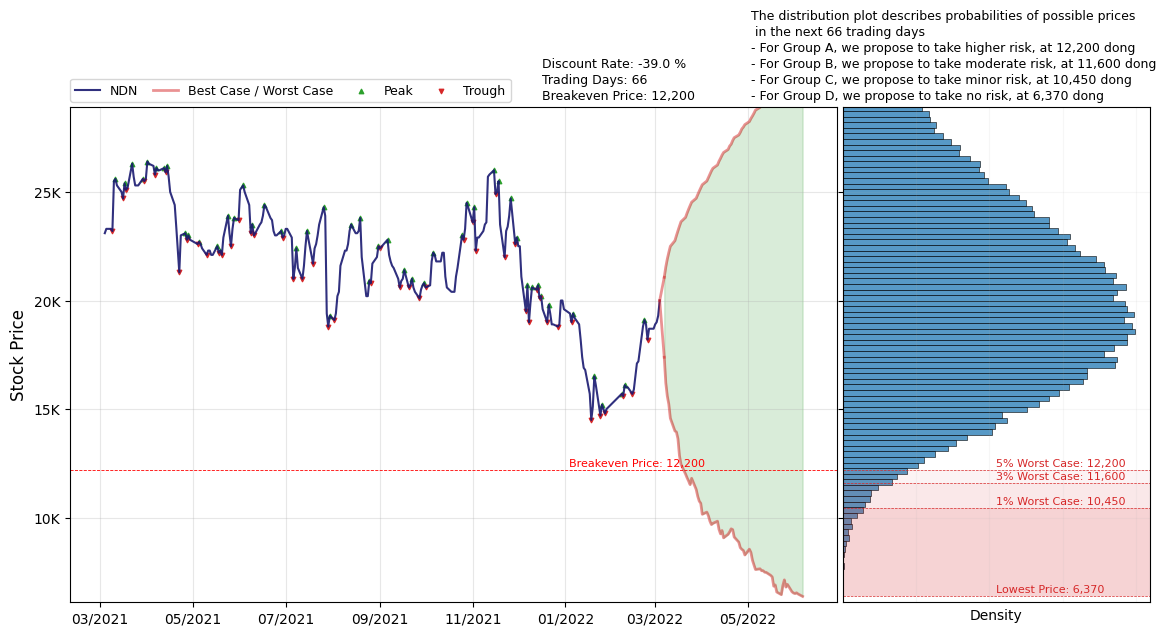 The distribution plot describes probabilities of possible prices
in the next 66 trading days
- For Group A, we propose to take higher risk, at 12,200 dong
- For Group B, we propose to take moderate risk, at 11,600 dong
- For Group C, we propose to take minor risk, at 10,450 dong
- For Group D, we propose to take no risk, at 6,370 dong
Discount Rate: -39.0 %
Trading Days: 66
Breakeven Price: 12,200
NDN Best Case / Worst Case Peak Trough
Stock Price
25K
20K
15K
10K
Breakeven Price: 12,200
5% Worst Case: 12,200
3% Worst Case: 11,600
1% Worst Case: 10,450
Lowest Price: 6,370
03/2021 05/2021 07/2021 09/2021 11/2021 01/2022 03/2022 05/2022
Density